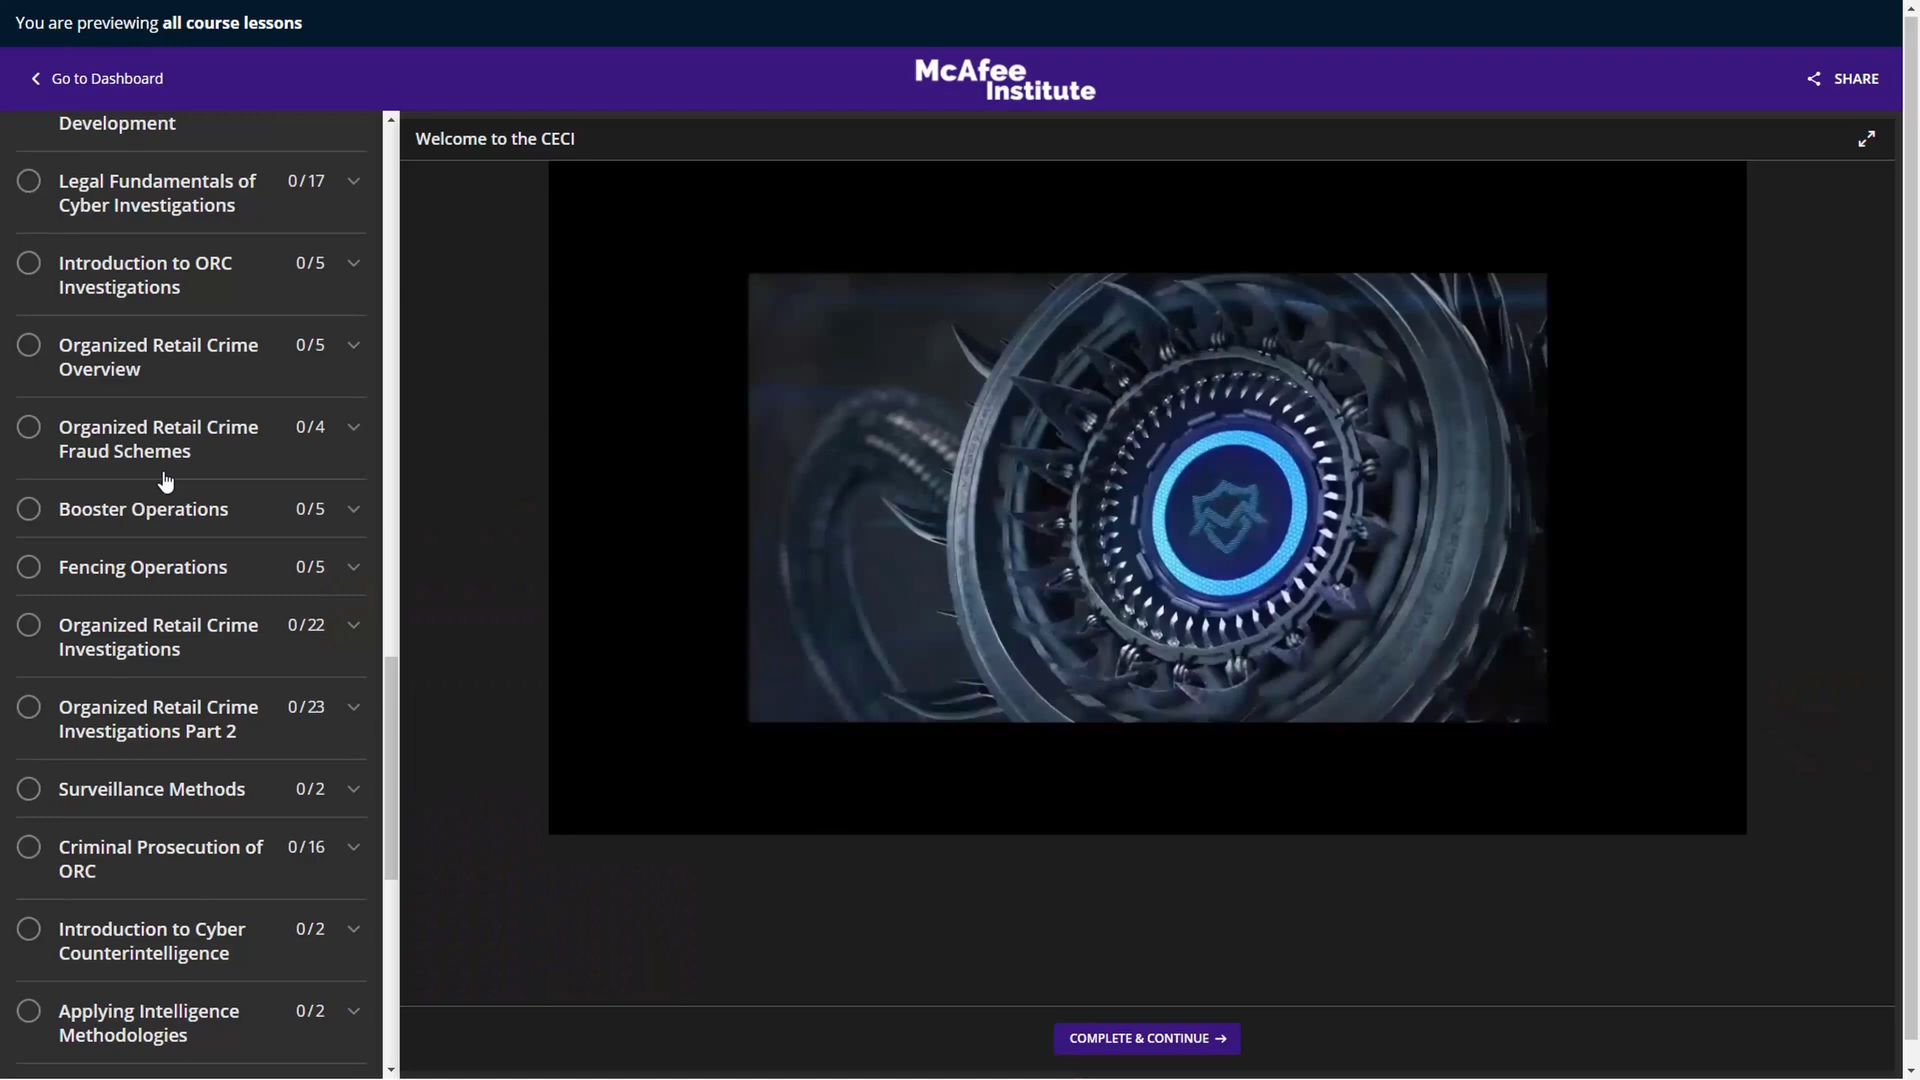 You are previewing all course lessons
Go to Dashboard
McAfee
Institute
SHARE
Development
Legal Fundamentals of
Cyber Investigations
0/17
Introduction to ORC
Investigations
0/5
Organized Retail Crime
Overview
0/5
Organized Retail Crime
Fraud Schemes
0/4
Booster Operations
0/5
Fencing Operations
0/5
Organized Retail Crime
Investigations
0/22
Organized Retail Crime
Investigations Part 2
0/23
Surveillance Methods
0/2
Criminal Prosecution of
ORC
0/16
Introduction to Cyber
Counterintelligence
0/2
Applying Intelligence
Methodologies
0/2
Welcome to the CECI
COMPLETE & CONTINUE →